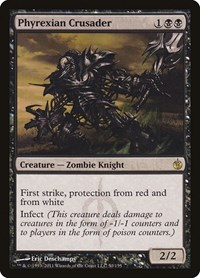 Phyrexian Crusader 1
Creature — Zombie Knight
First strike, protection from red and
from white
Infect (This creature deals damage to
creatures in the form of -1/-1 counters and
to players in the form of poison counters.)
2/2
Eric Deschamps